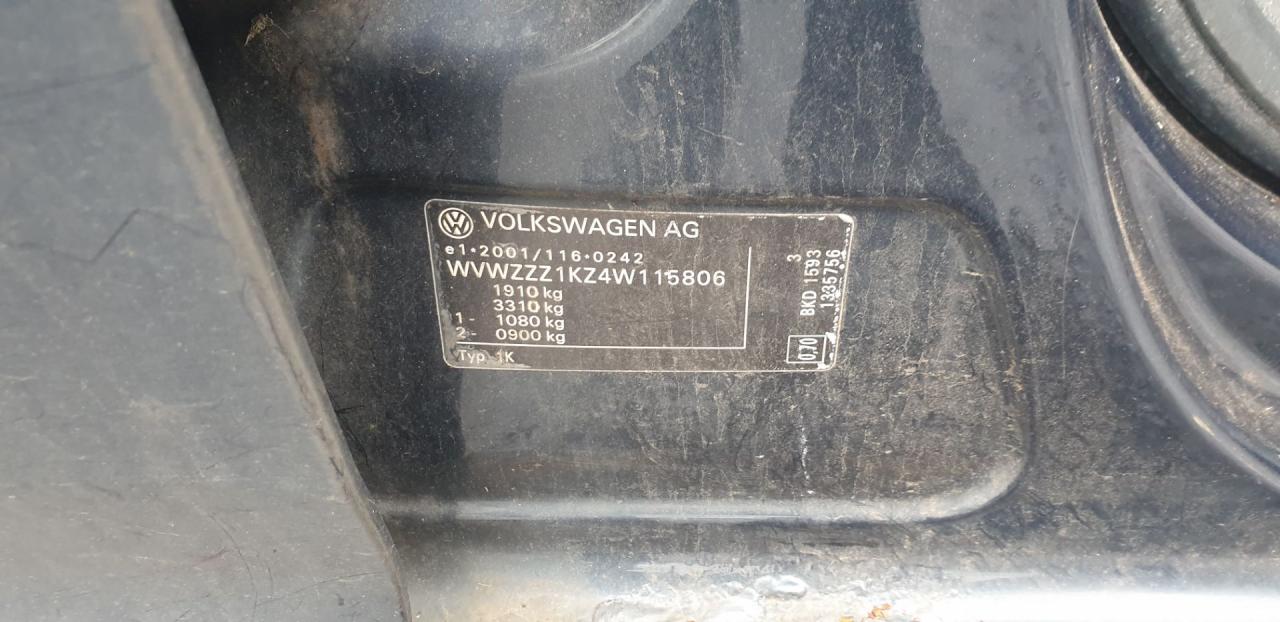 VOLKSWAGEN AG
e1*2001/116*0242
WVWZZZ1KZ4W115806
1910 kg
3310 kg
1 - 1080 kg
2 - 0900 kg
Typ 1K
3
BKD 1593
1335756
0.70